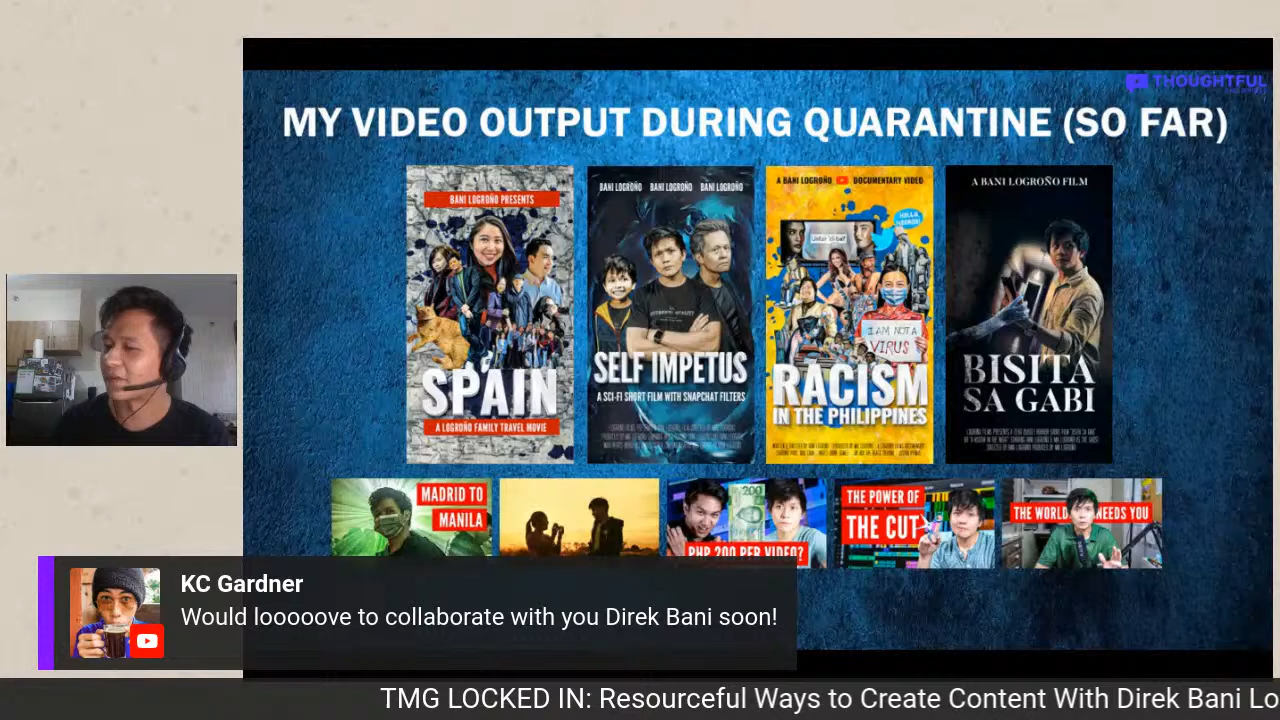 THOUGHTFUL
MY VIDEO OUTPUT DURING QUARANTINE (SO FAR)
BANI LOGROÑO PRESENTS
SPAIN
A LOGROÑO FAMILY TRAVEL MOVIE
BANI LOGROÑO BANI LOGROÑO BANI LOGROÑO
SELF IMPETUS
A SCI-FI SHORT FILM WITH SNAPCHAT FILTERS
A BANI LOGROÑO DOCUMENTARY VIDEO
HELLO,
I AM NOT A
VIRUS
RACISM
IN THE PHILIPPINES
A BANI LOGROÑO FILM
BISITA
SA GABI
MADRID TO
MANILA
200
PHP 200 PER VIDEO?
THE POWER OF
THE CUT
THE WORLD NEEDS YOU
KC Gardner
Would looooove to collaborate with you Direk Bani soon!
TMG LOCKED IN: Resourceful Ways to Create Content With Direk Bani Lo